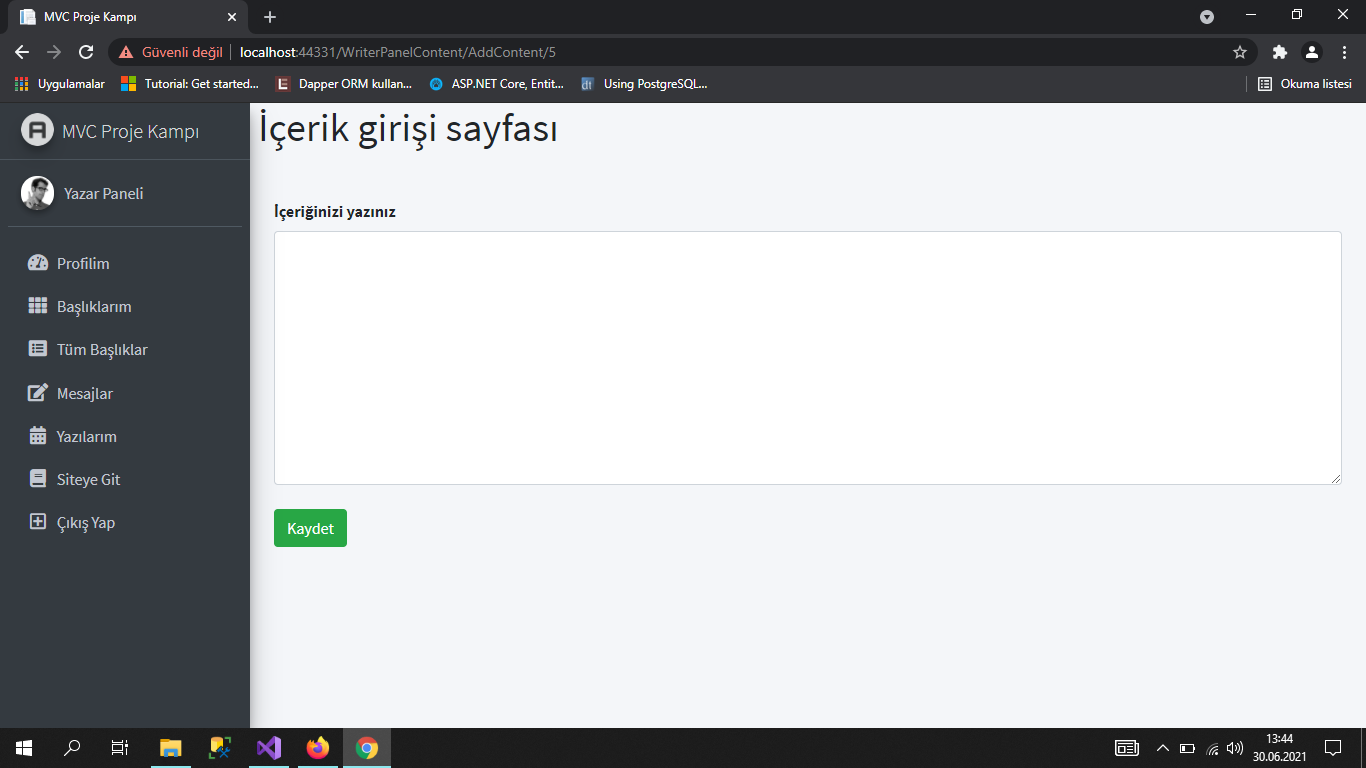 MVC Proje Kampı
Güvenli değil
localhost:44331/WriterPanelContent/AddContent/5
Uygulamalar
Tutorial: Get started...
Dapper ORM kullan...
ASP.NET Core, Entit...
Using PostgreSQL...
Okuma listesi
MVC Proje Kampı
İçerik girişi sayfası
Yazar Paneli
İçeriğinizi yazınız
Profilim
Başlıklarım
Tüm Başlıklar
Mesajlar
Yazılarım
Siteye Git
Çıkış Yap
Kaydet
13:44
30.06.2021